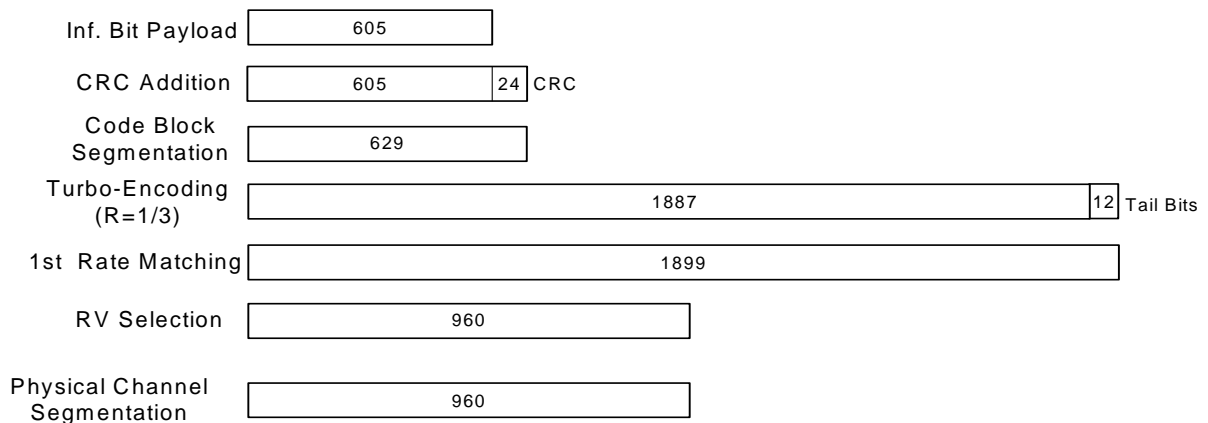 Inf. Bit Payload 605
CRC Addition 605 24 CRC
Code Block
Segmentation 629
Turbo-Encoding
(R=1/3) 1887 12 Tail Bits
1st Rate Matching 1899
RV Selection 960
Physical Channel
Segmentation 960